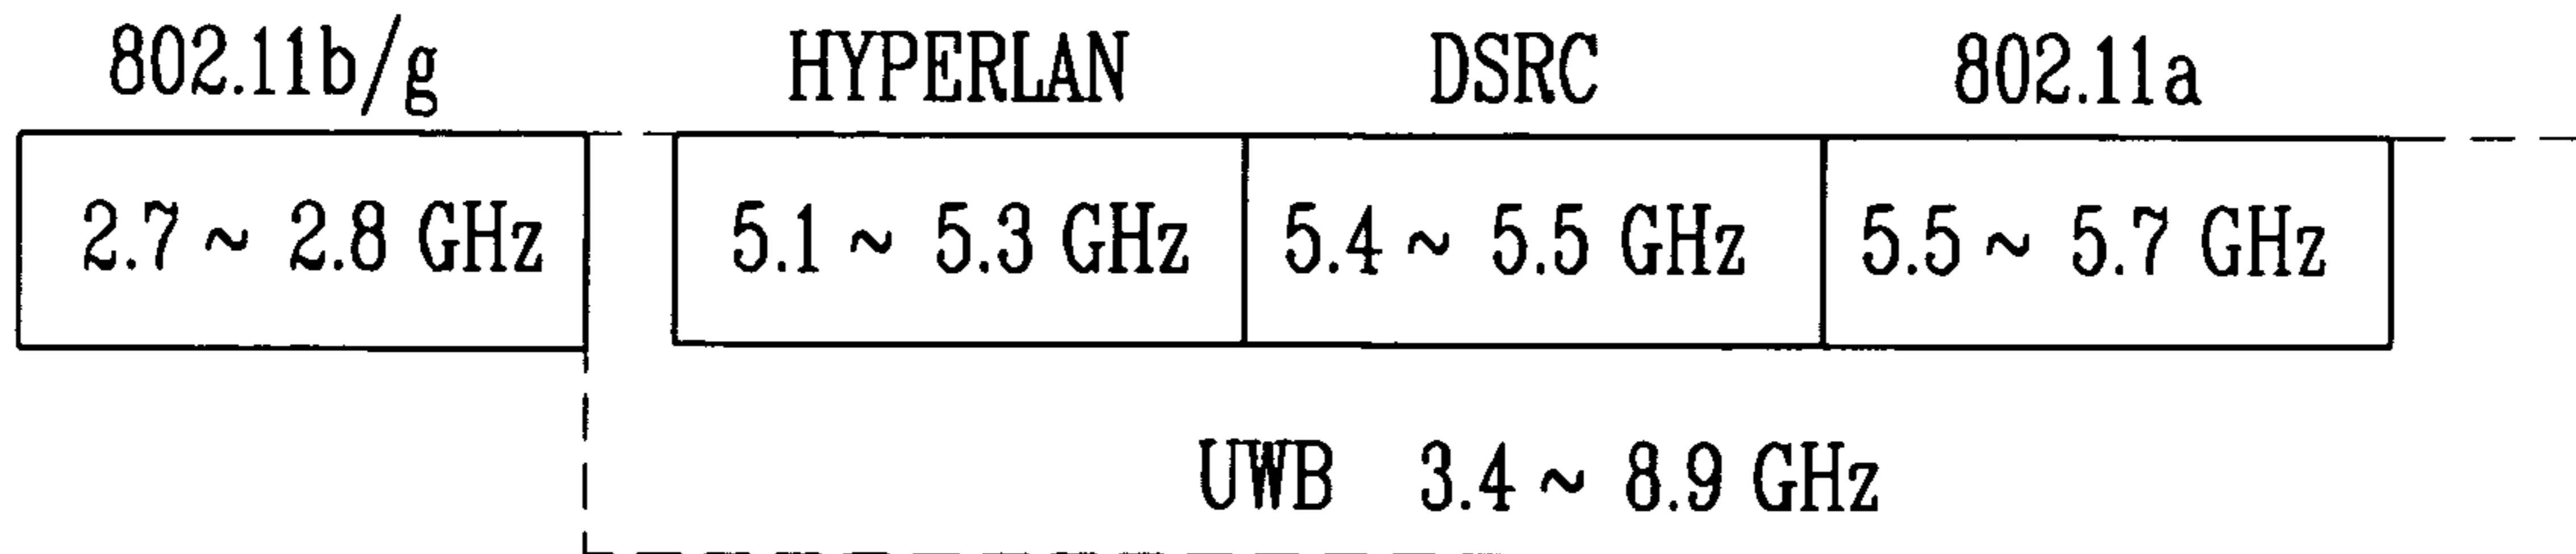 802.11b/g HYPERLAN DSRC 802.11a
2.7 ~ 2.8 GHz 5.1 ~ 5.3 GHz 5.4 ~ 5.5 GHz 5.5 ~ 5.7 GHz
UWB 3.4 ~ 8.9 GHz